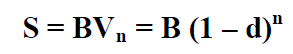 S = BVₙ = B (1 – d)ⁿ